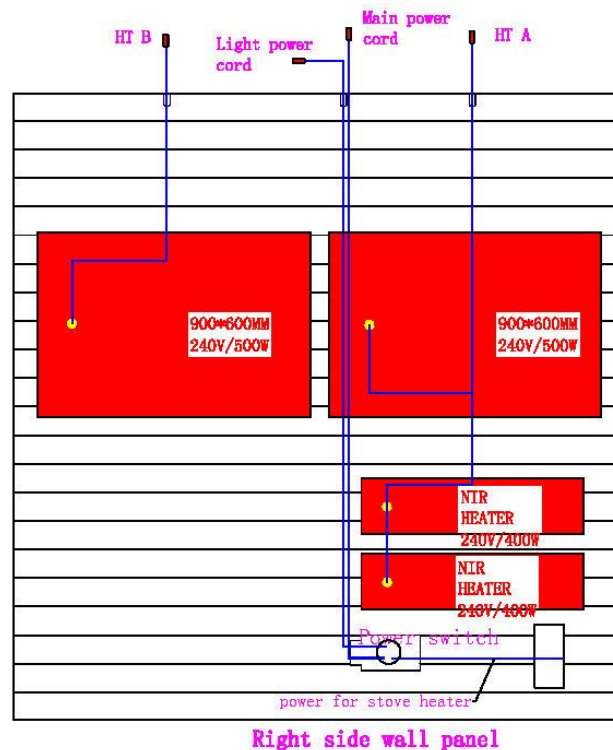 HT B
Light power
cord
Main power
cord
HT A
900*600MM
240V/500W
900*600MM
240V/500W
NIR
HEATER
240V/400W
NIR
HEATER
240V/400W
Power switch
power for stove heater
Right side wall panel